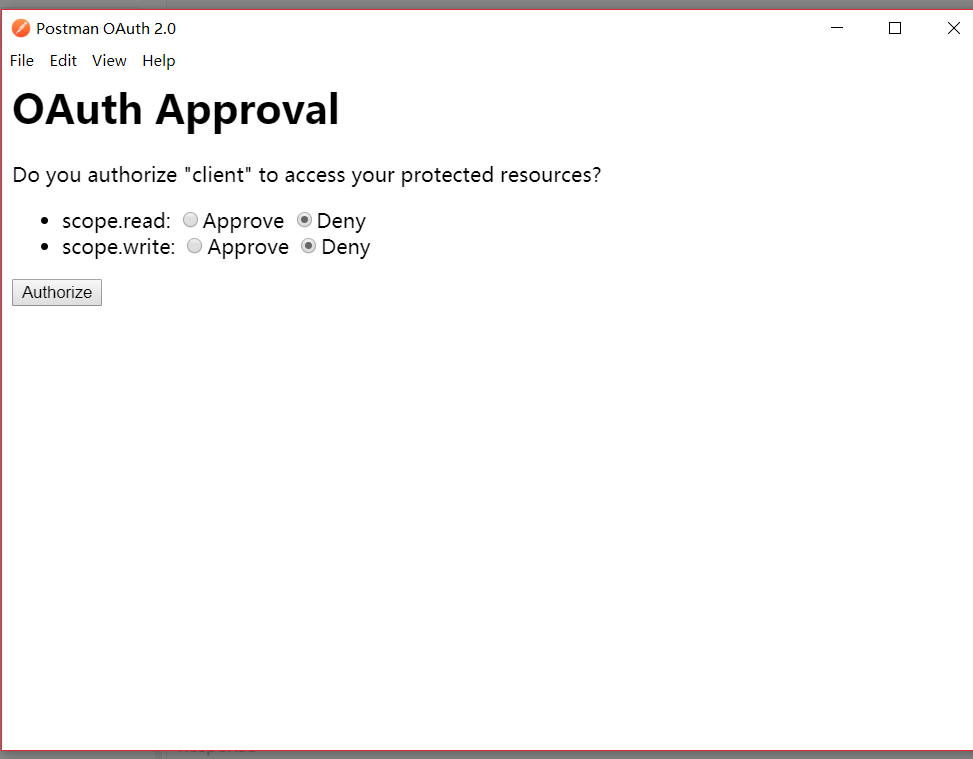 Postman OAuth 2.0
File Edit View Help
OAuth Approval
Do you authorize "client" to access your protected resources?
scope.read: Approve Deny
scope.write: Approve Deny
Authorize